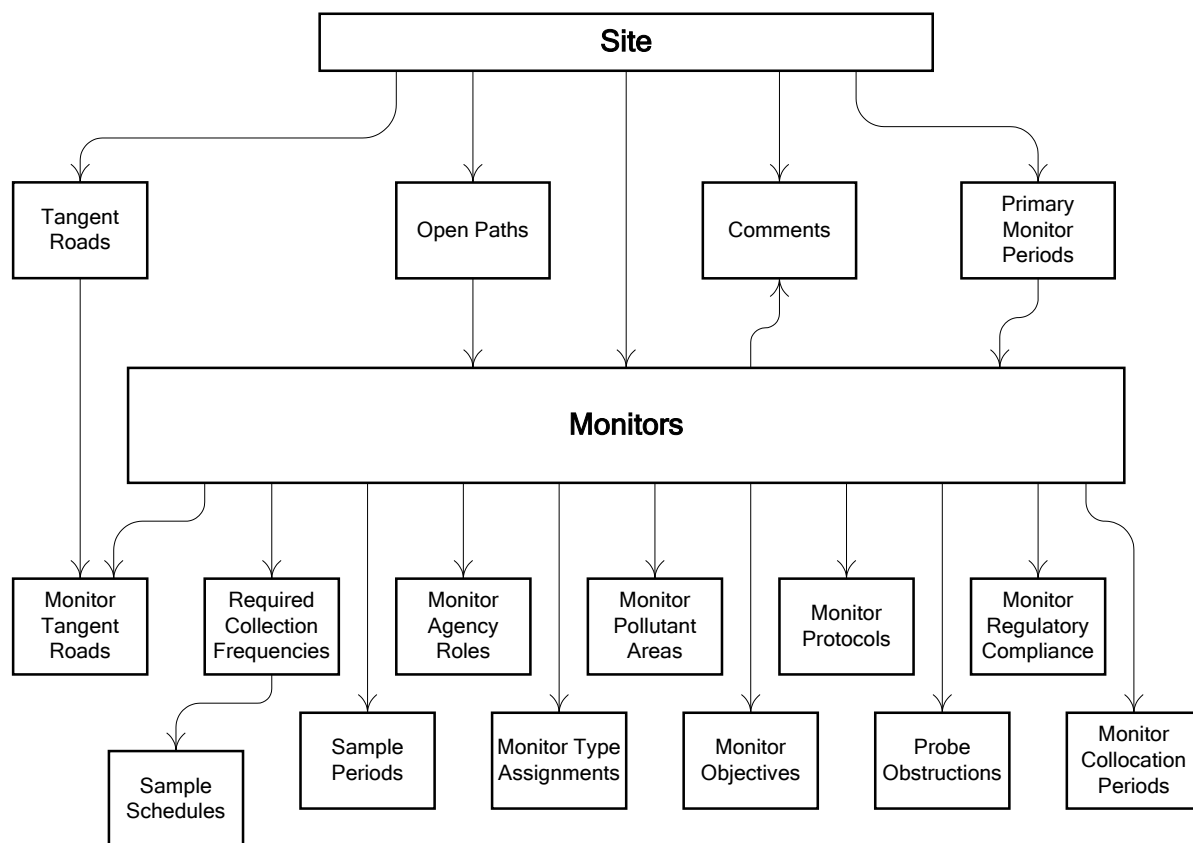 Site
Tangent
Roads
Open Paths
Comments
Primary
Monitor
Periods
Monitors
Monitor
Tangent
Roads
Required
Collection
Frequencies
Monitor
Agency
Roles
Monitor
Pollutant
Areas
Monitor
Protocols
Monitor
Regulatory
Compliance
Sample
Schedules
Sample
Periods
Monitor Type
Assignments
Monitor
Objectives
Probe
Obstructions
Monitor
Collocation
Periods